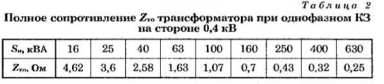 Таблица 2
Полное сопротивление Zто трансформатора при однофазном КЗ
на стороне 0,4 кВ
Sн, кВА 16 25 40 63 100 160 250 400 630
Zто, Ом 4,62 3,6 2,58 1,63 1,07 0,7 0,43 0,32 0,25